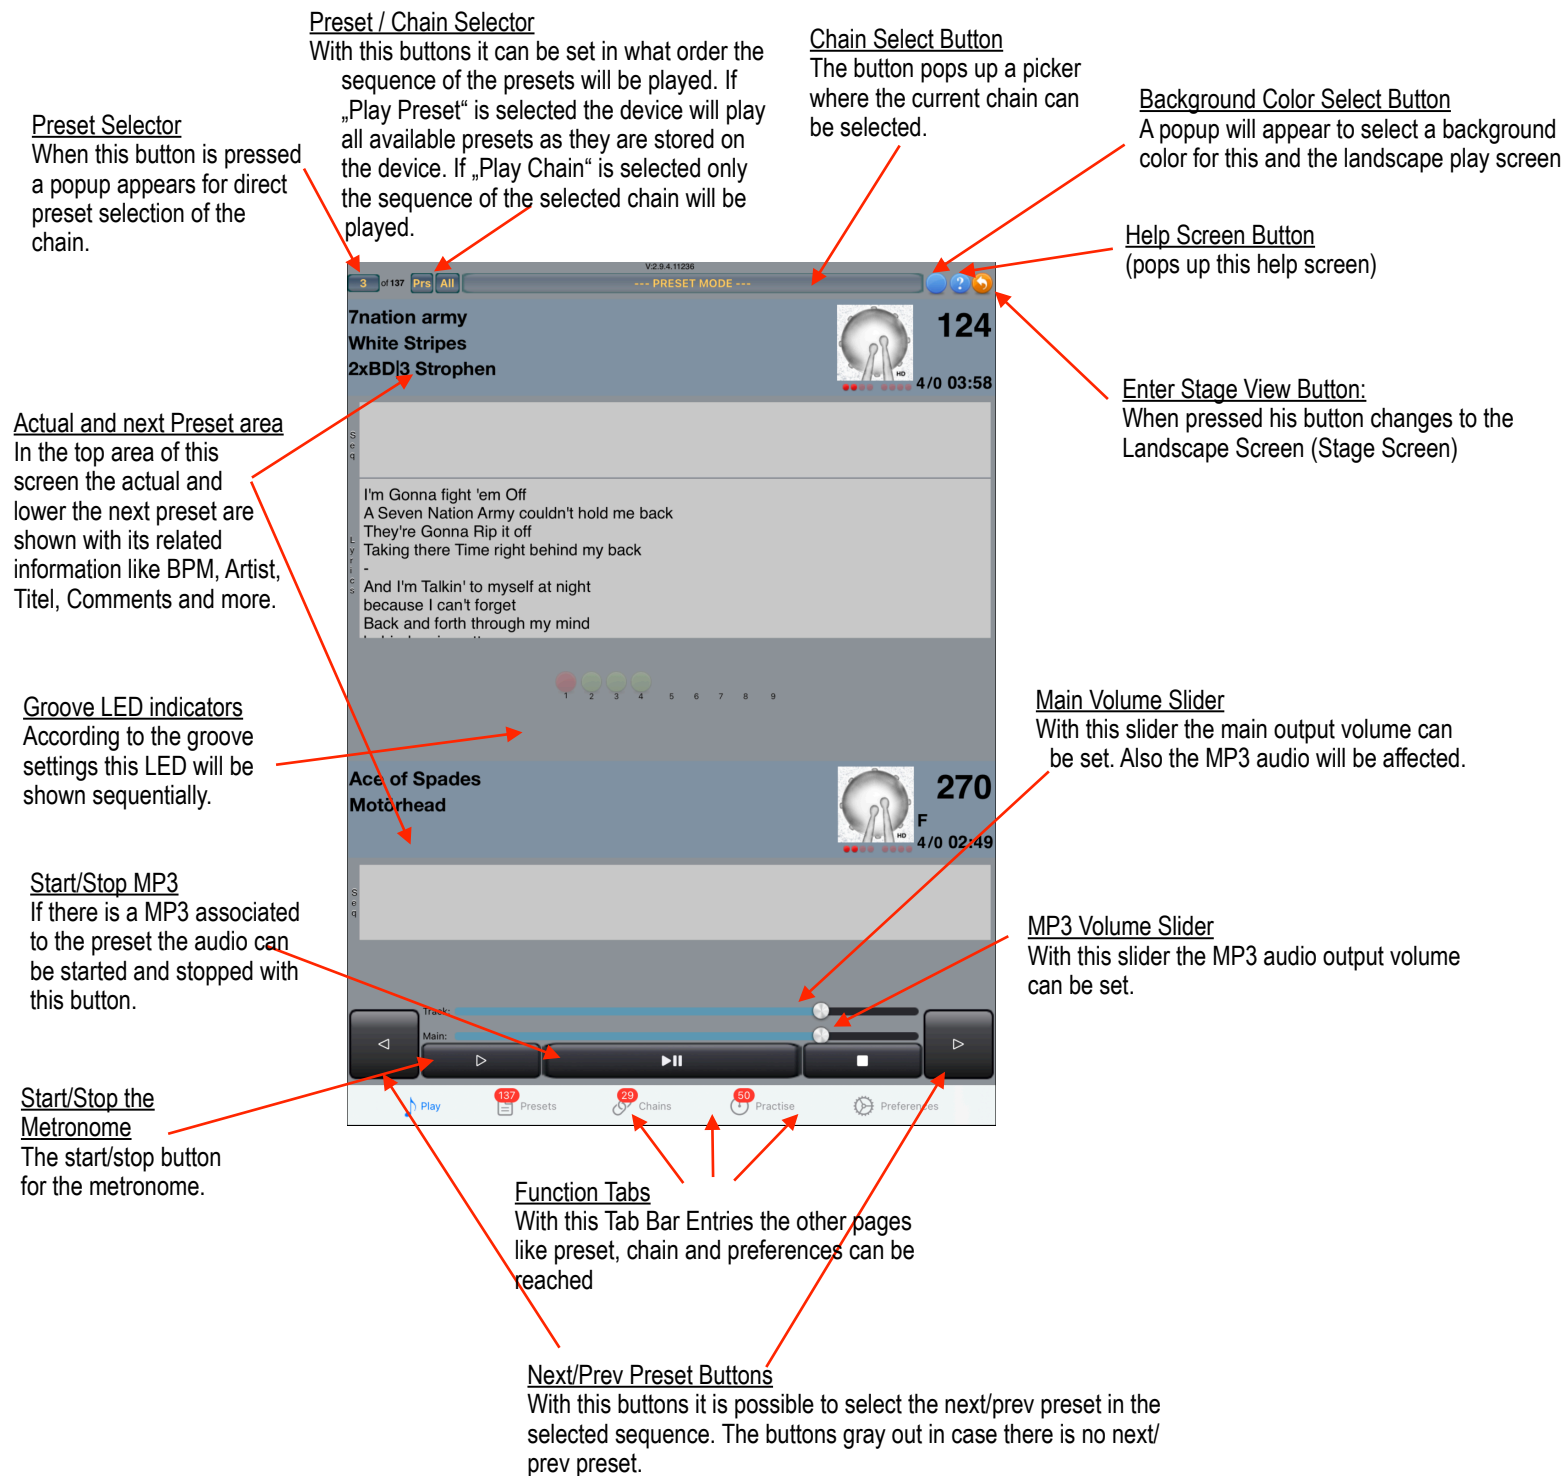 Preset / Chain Selector
With this buttons it can be set in what order the
sequence of the presets will be played. If
„Play Preset“ is selected the device will play
all available presets as they are stored on
the device. If „Play Chain“ is selected only
the sequence of the selected chain will be
played.
Chain Select Button
The button pops up a picker
where the current chain can
be selected.
Background Color Select Button
A popup will appear to select a background
color for this and the landscape play screen
Preset Selector
When this button is pressed
a popup appears for direct
preset selection of the
chain.
Help Screen Button
(pops up this help screen)
Enter Stage View Button:
When pressed his button changes to the
Landscape Screen (Stage Screen)
V:2.9.4.11236
3 of 137 Prs All --- PRESET MODE --- ?
7nation army
White Stripes
2xBD|3 Strophen
124
HD
4/0 03:58
Actual and next Preset area
In the top area of this
screen the actual and
lower the next preset are
shown with its related
information like BPM, Artist,
Titel, Comments and more.
Seq
Lyrics
I'm Gonna fight 'em Off
A Seven Nation Army couldn't hold me back
They're Gonna Rip it off
Taking there Time right behind my back
-
And I'm Talkin' to myself at night
because I can't forget
Back and forth through my mind
1 2 3 4 5 6 7 8 9
Groove LED indicators
According to the groove
settings this LED will be
shown sequentially.
Main Volume Slider
With this slider the main output volume can
be set. Also the MP3 audio will be affected.
Ace of Spades
Motörhead
270
HD
F
4/0 02:49
Seq
Start/Stop MP3
If there is a MP3 associated
to the preset the audio can
be started and stopped with
this button.
MP3 Volume Slider
With this slider the MP3 audio output volume
can be set.
Track:
Main:
Play
137 Presets
29 Chains
50 Practise
Preferences
Start/Stop the
Metronome
The start/stop button
for the metronome.
Function Tabs
With this Tab Bar Entries the other pages
like preset, chain and preferences can be
reached
Next/Prev Preset Buttons
With this buttons it is possible to select the next/prev preset in the
selected sequence. The buttons gray out in case there is no next/
prev preset.